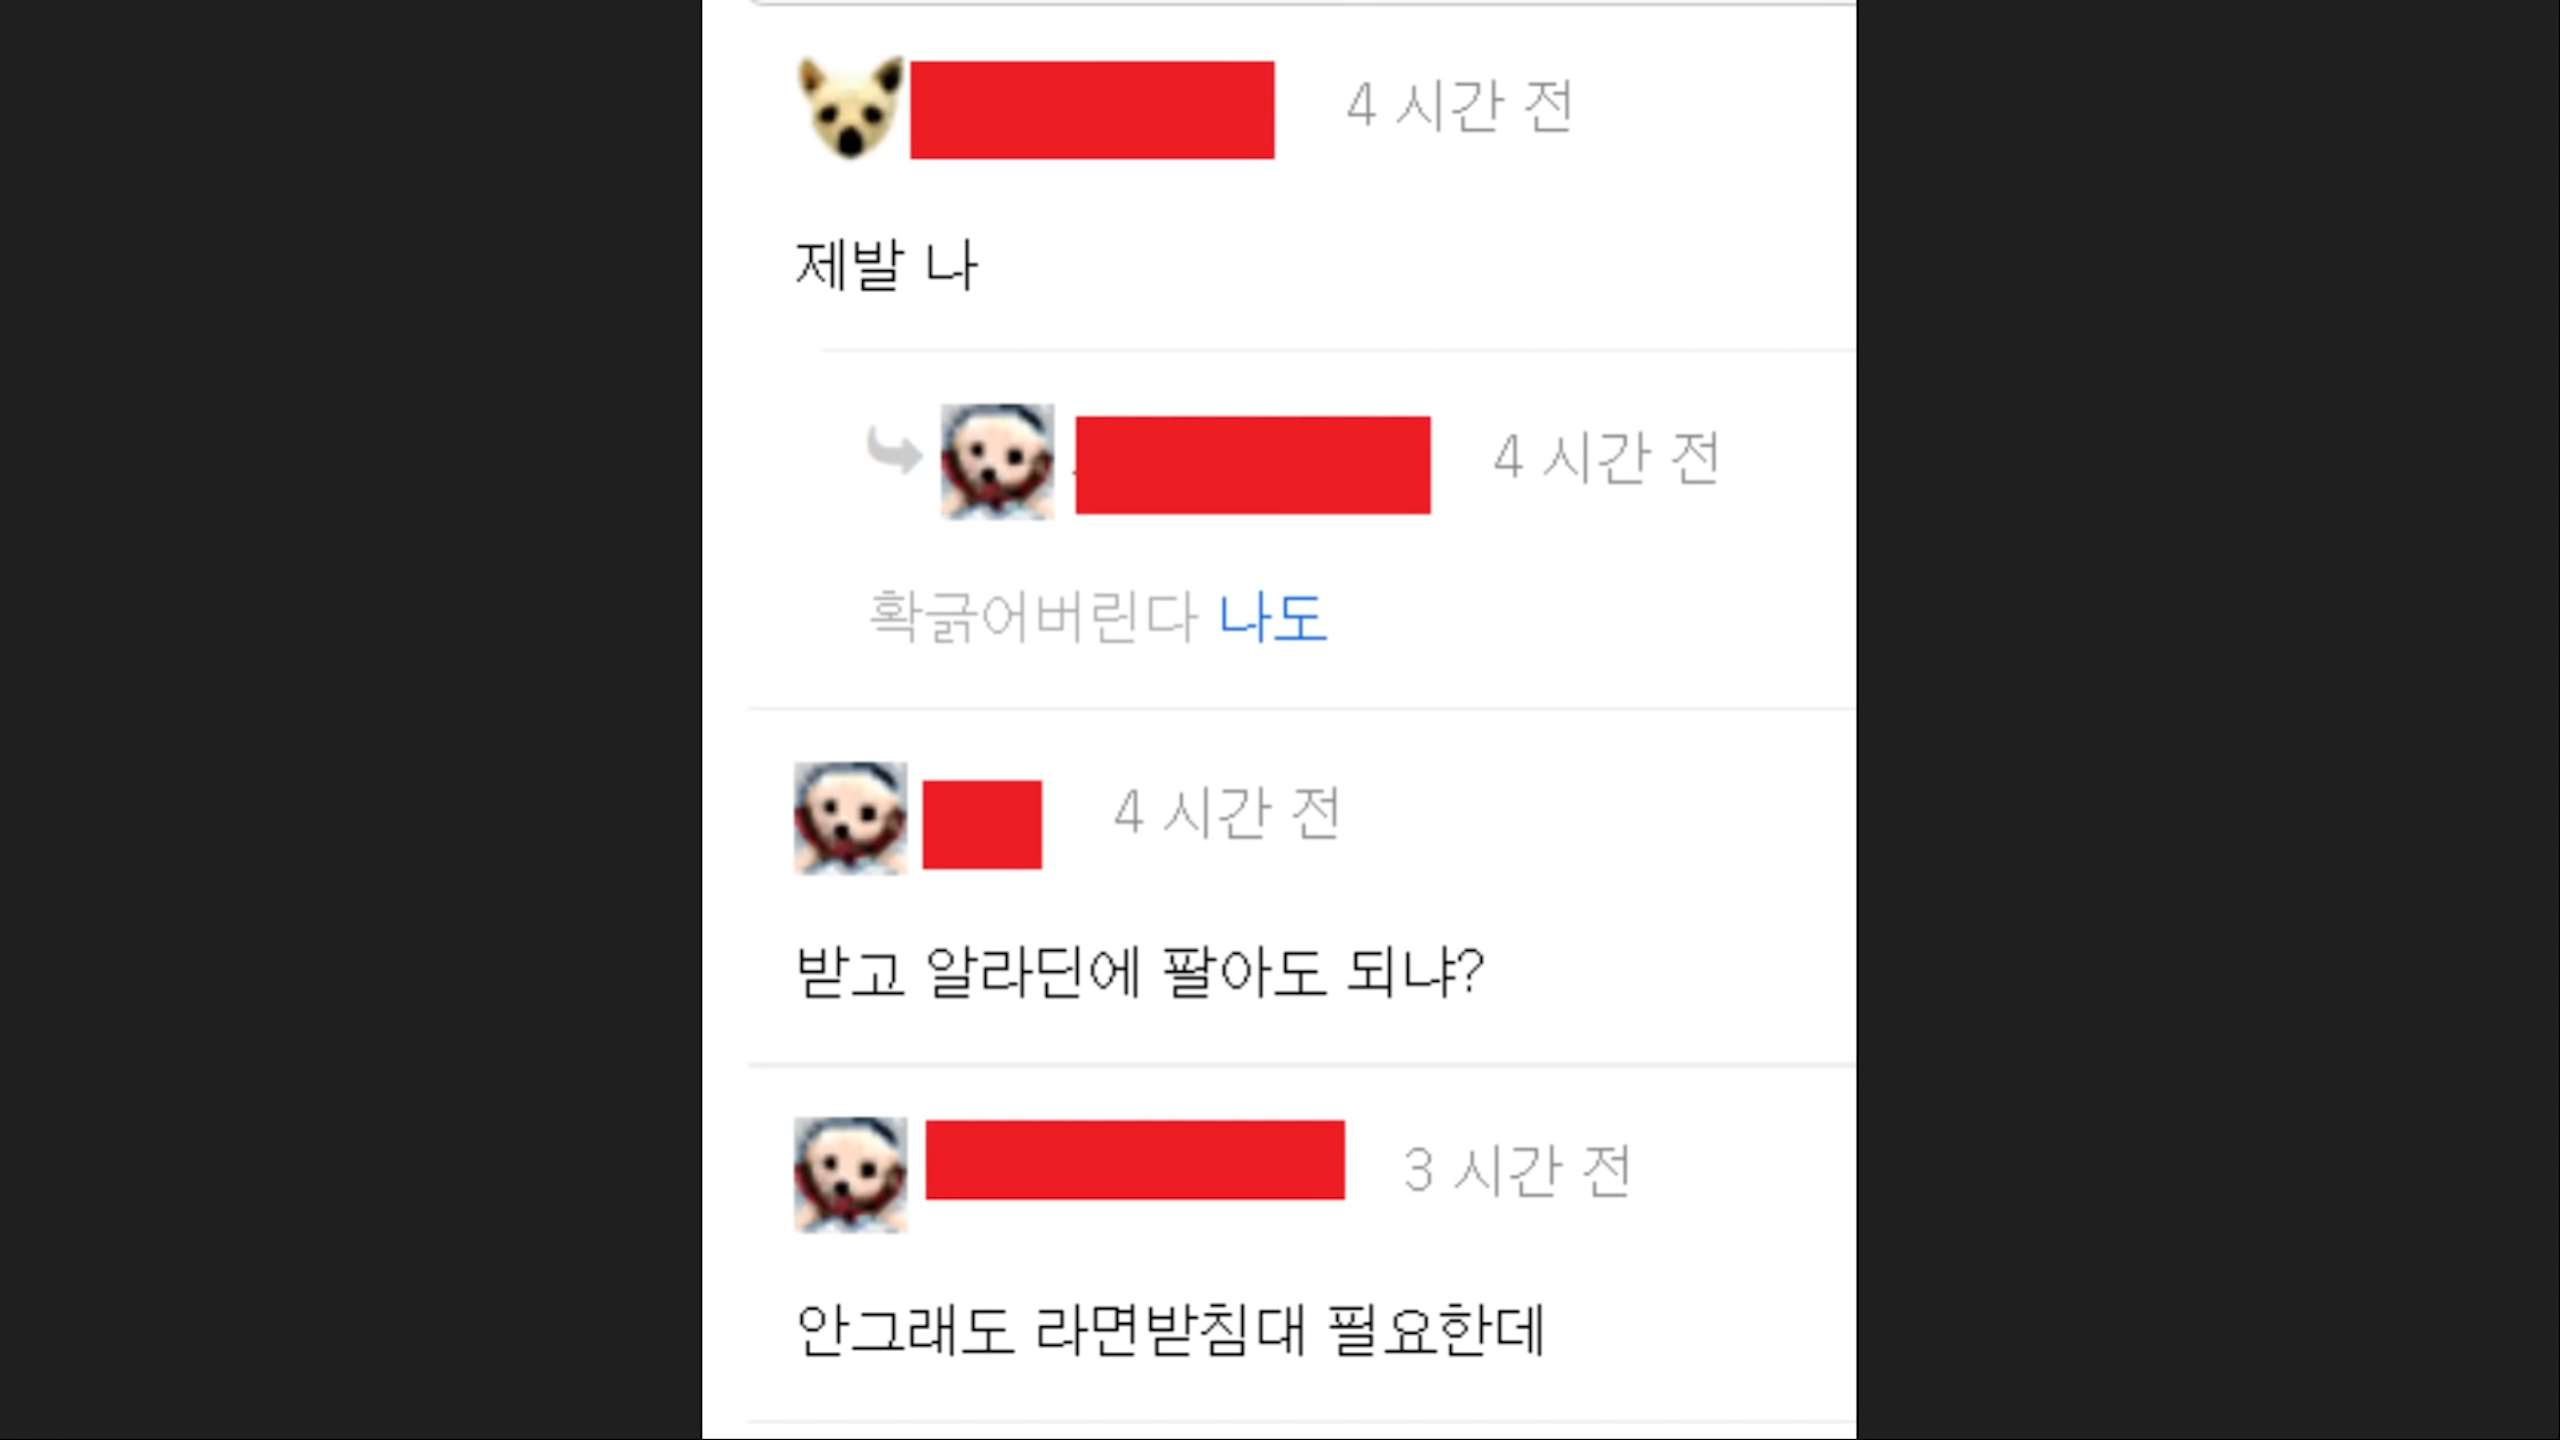 4 시간 전
제발 나
4 시간 전
확긁어버린다 나도
4 시간 전
받고 알라딘에 팔아도 되냐?
3 시간 전
안그래도 라면받침대 필요한데